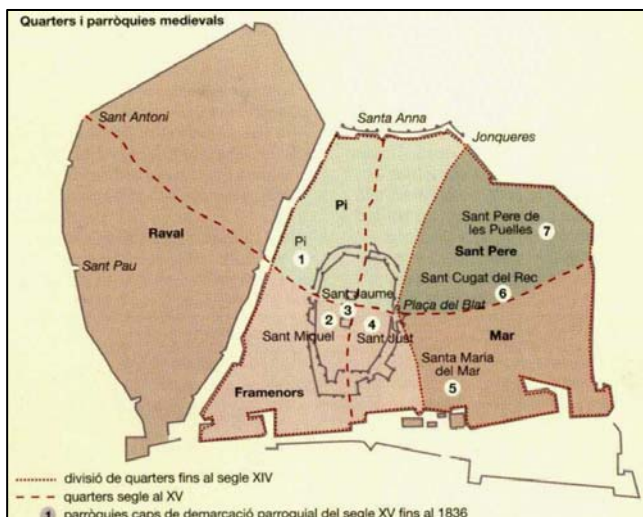 Quarters i parròquies medievals
Sant Antoni
Santa Anna
Jonqueres
Pi
Sant Pere de
les Puelles
7
Raval
Pi
1
Sant Pere
Sant Pau
Sant Cugat del Rec
6
Sant Jaume
3
Plaça del Blat
2
4
Sant Miquel
Sant Just
Mar
Santa Maria
del Mar
5
Framenors
divisió de quarters fins al segle XIV
quarters segle al XV
1 parròquies caps de demarcació parroquial del segle XV fins al 1836